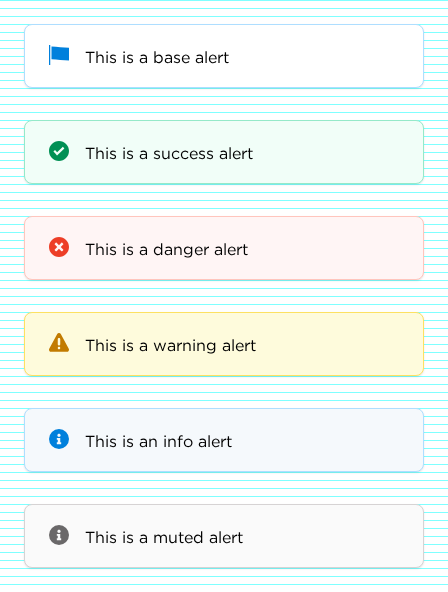 This is a base alert
This is a success alert
This is a danger alert
This is a warning alert
This is an info alert
This is a muted alert